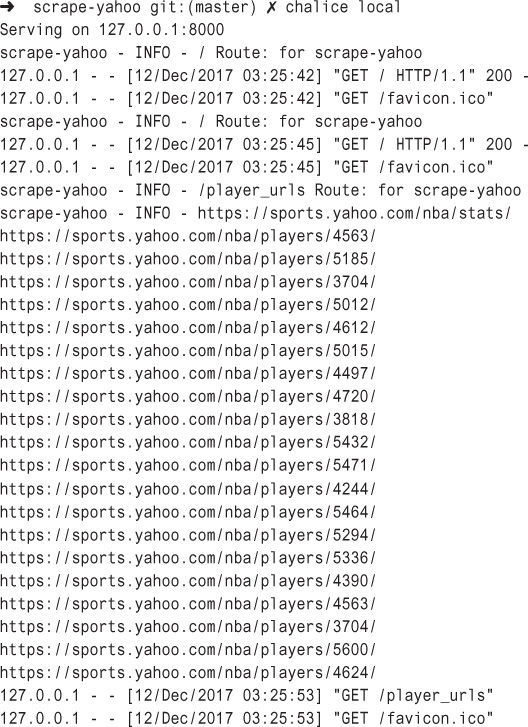 ➜  scrape-yahoo git:(master) ✗ chalice local
Serving on 127.0.0.1:8000
scrape-yahoo - INFO - / Route: for scrape-yahoo
127.0.0.1 - - [12/Dec/2017 03:25:42] "GET / HTTP/1.1" 200 -
127.0.0.1 - - [12/Dec/2017 03:25:42] "GET /favicon.ico"
scrape-yahoo - INFO - / Route: for scrape-yahoo
127.0.0.1 - - [12/Dec/2017 03:25:45] "GET / HTTP/1.1" 200 -
127.0.0.1 - - [12/Dec/2017 03:25:45] "GET /favicon.ico"
scrape-yahoo - INFO - /player_urls Route: for scrape-yahoo
scrape-yahoo - INFO - https://sports.yahoo.com/nba/stats/
https://sports.yahoo.com/nba/players/4563/
https://sports.yahoo.com/nba/players/5185/
https://sports.yahoo.com/nba/players/3704/
https://sports.yahoo.com/nba/players/5012/
https://sports.yahoo.com/nba/players/4612/
https://sports.yahoo.com/nba/players/5015/
https://sports.yahoo.com/nba/players/4497/
https://sports.yahoo.com/nba/players/4720/
https://sports.yahoo.com/nba/players/3818/
https://sports.yahoo.com/nba/players/5432/
https://sports.yahoo.com/nba/players/5471/
https://sports.yahoo.com/nba/players/4244/
https://sports.yahoo.com/nba/players/5464/
https://sports.yahoo.com/nba/players/5294/
https://sports.yahoo.com/nba/players/5336/
https://sports.yahoo.com/nba/players/4390/
https://sports.yahoo.com/nba/players/4563/
https://sports.yahoo.com/nba/players/3704/
https://sports.yahoo.com/nba/players/5600/
https://sports.yahoo.com/nba/players/4624/
127.0.0.1 - - [12/Dec/2017 03:25:53] "GET /player_urls"
127.0.0.1 - - [12/Dec/2017 03:25:53] "GET /favicon.ico"